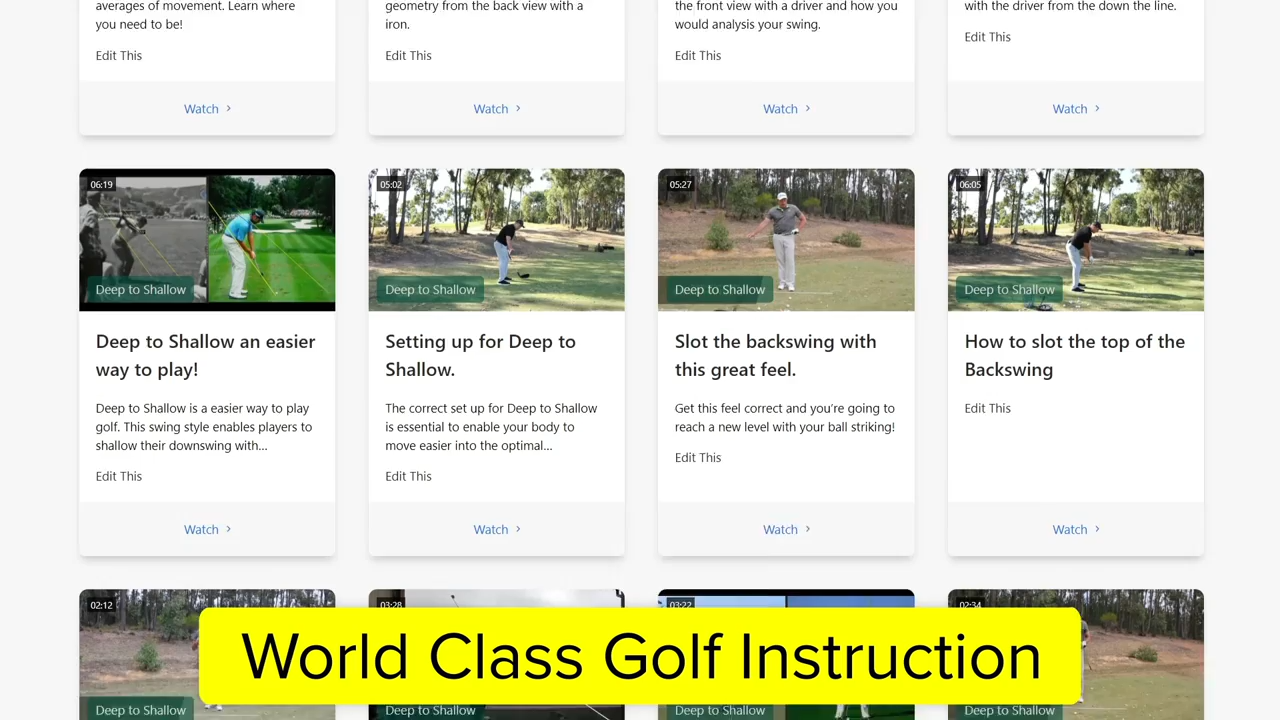 averages of movement. Learn where
you need to be!
Edit This
Watch
geometry from the back view with a
iron.
Edit This
Watch
the front view with a driver and how you
would analysis your swing.
Edit This
Watch
with the driver from the down the line.
Edit This
Watch
06:19
Deep to Shallow
Deep to Shallow an easier
way to play!
Deep to Shallow is a easier way to play
golf. This swing style enables players to
shallow their downswing with...
Edit This
Watch
05:02
Deep to Shallow
Setting up for Deep to
Shallow.
The correct set up for Deep to Shallow
is essential to enable your body to
move easier into the optimal...
Edit This
Watch
05:27
Deep to Shallow
Slot the backswing with
this great feel.
Get this feel correct and you’re going to
reach a new level with your ball striking!
Edit This
Watch
06:05
Deep to Shallow
How to slot the top of the
Backswing
Edit This
Watch
02:12
Deep to Shallow
03:28
Deep to Shallow
03:22
Deep to Shallow
02:34
Deep to Shallow
World Class Golf Instruction